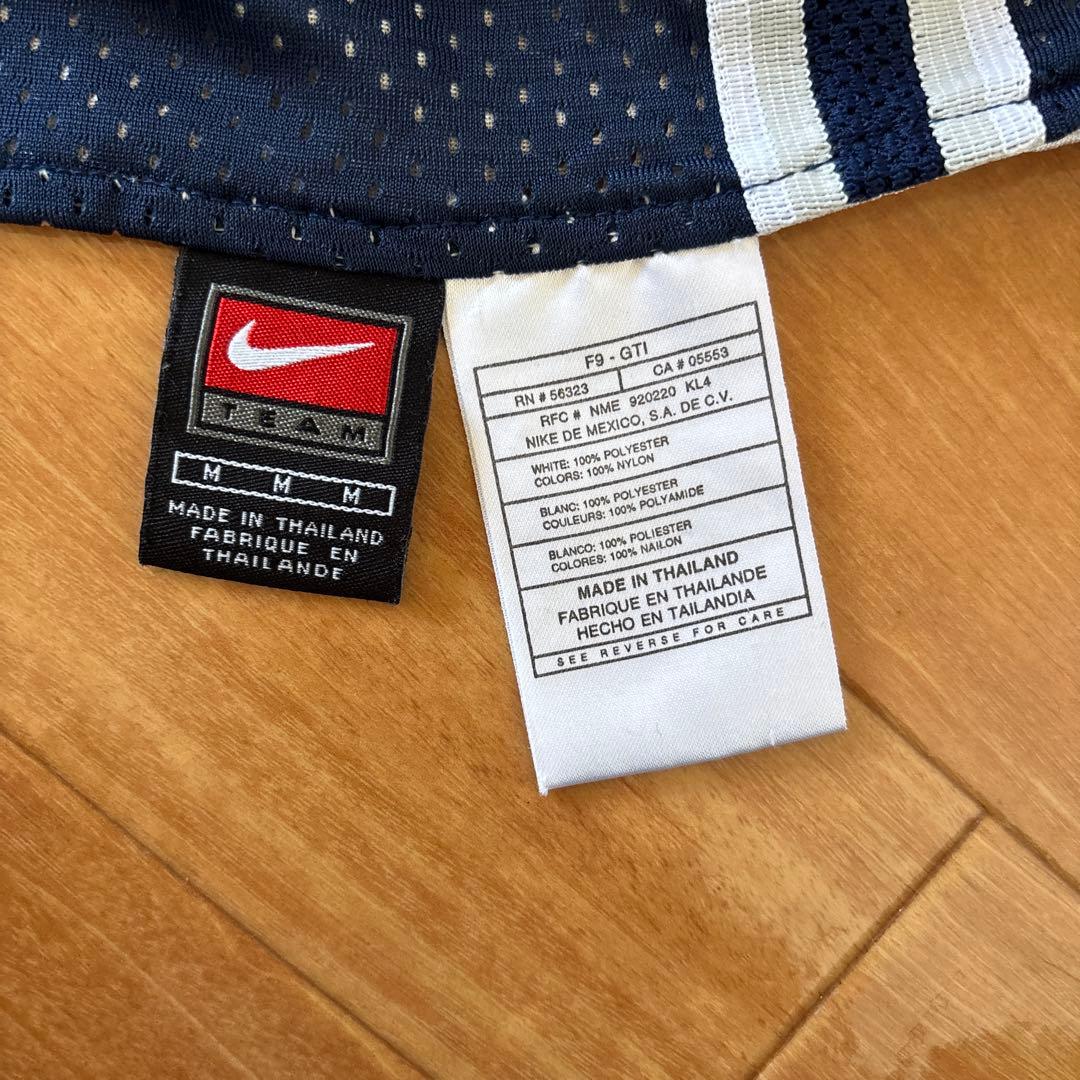 TEAM
M M M
MADE IN THAILAND
FABRIQUE EN
THAILANDE
F9 - GTI
RN # 56323
CA # 05553
RFC # NME 920220 KL4
NIKE DE MEXICO, S.A. DE C.V.
WHITE: 100% POLYESTER
COLORS: 100% NYLON
BLANC: 100% POLYESTER
COULEURS: 100% POLYAMIDE
BLANCO: 100% POLIESTER
COLORES: 100% NAILON
MADE IN THAILAND
FABRIQUE EN THAILANDE
HECHO EN TAILANDIA
SEE REVERSE FOR CARE